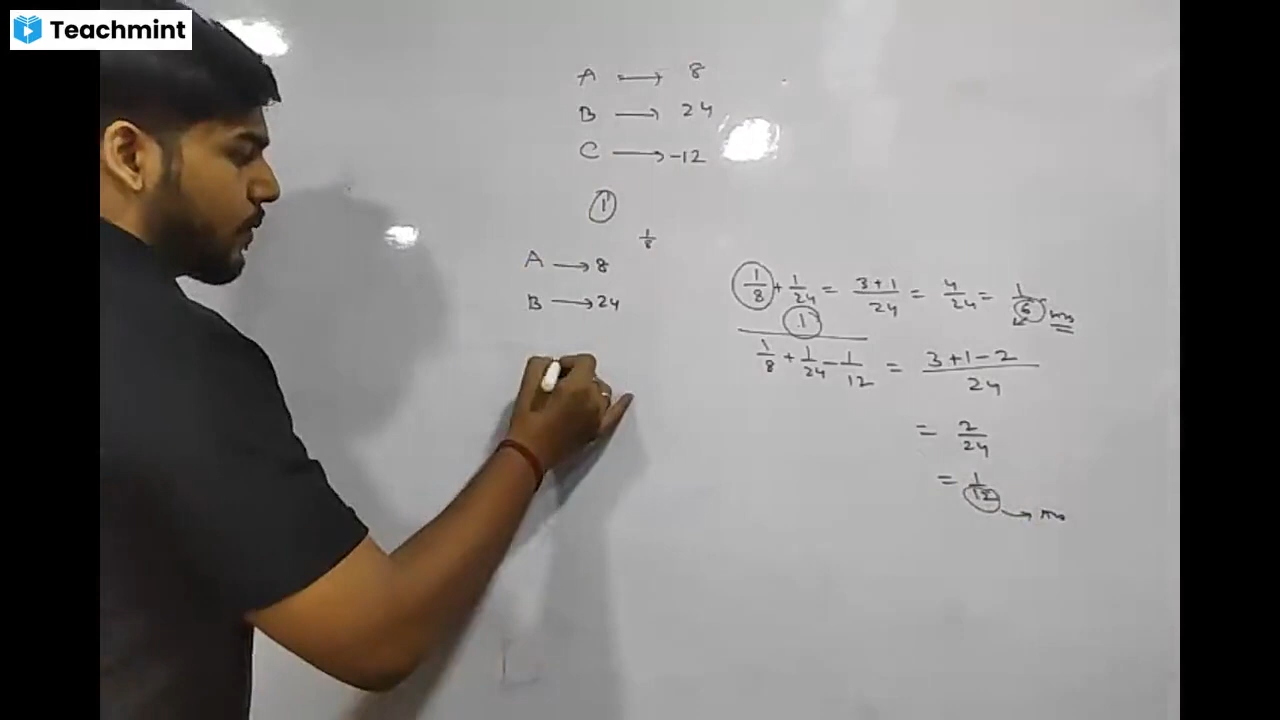 Teachmint
A → 8
B → 24
C → -12
1
1/8
A → 8
B → 24
1/8 + 1/24 = 3+1/24 = 4/24 = 1/6
1
1/8 + 1/24 - 1/12 = 3+1-2/24
= 2/24
= 1/12 →